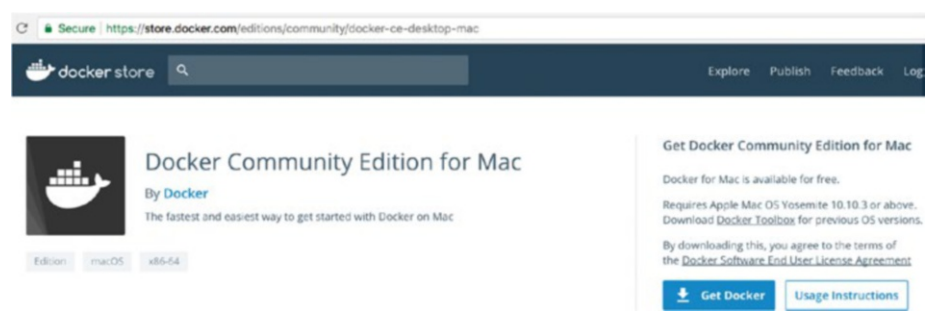 Secure https://store.docker.com/editions/community/docker-ce-desktop-mac
docker store
Explore Publish Feedback Log
Docker Community Edition for Mac
By Docker
The fastest and easiest way to get started with Docker on Mac
Edition macOS x86-64
Get Docker Community Edition for Mac
Docker for Mac is available for free.
Requires Apple Mac OS Yosemite 10.10.3 or above.
Download Docker Toolbox for previous OS versions.
By downloading this, you agree to the terms of
the Docker Software End User License Agreement
Get Docker Usage Instructions